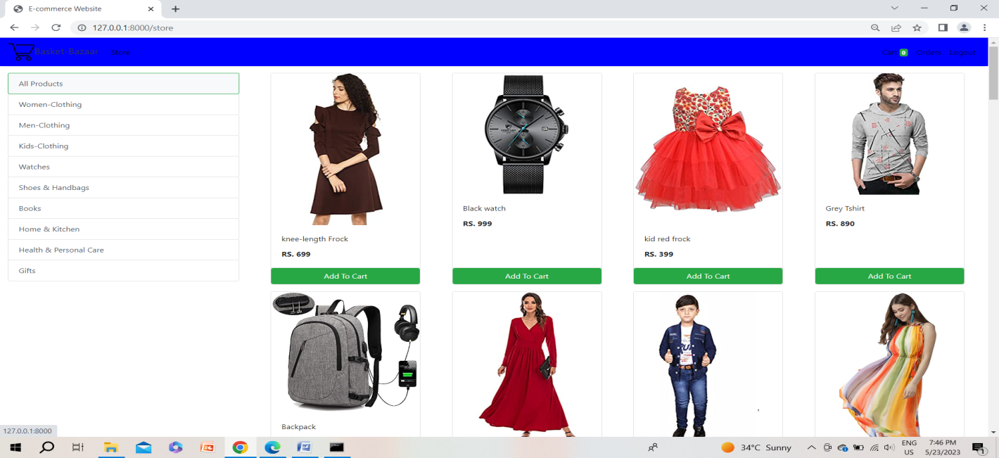 E-commerce Website
127.0.0.1:8000/store
Basket-Bazaar Store Cart 0 Orders Logout
All Products
Women-Clothing
Men-Clothing
Kids-Clothing
Watches
Shoes & Handbags
Books
Home & Kitchen
Health & Personal Care
Gifts
knee-length Frock
RS. 699
Add To Cart
Black watch
RS. 999
Add To Cart
kid red frock
RS. 399
Add To Cart
Grey Tshirt
RS. 890
Add To Cart
Backpack
127.0.0.1:8000
34°C Sunny
ENG
US
7:46 PM
5/23/2023
1